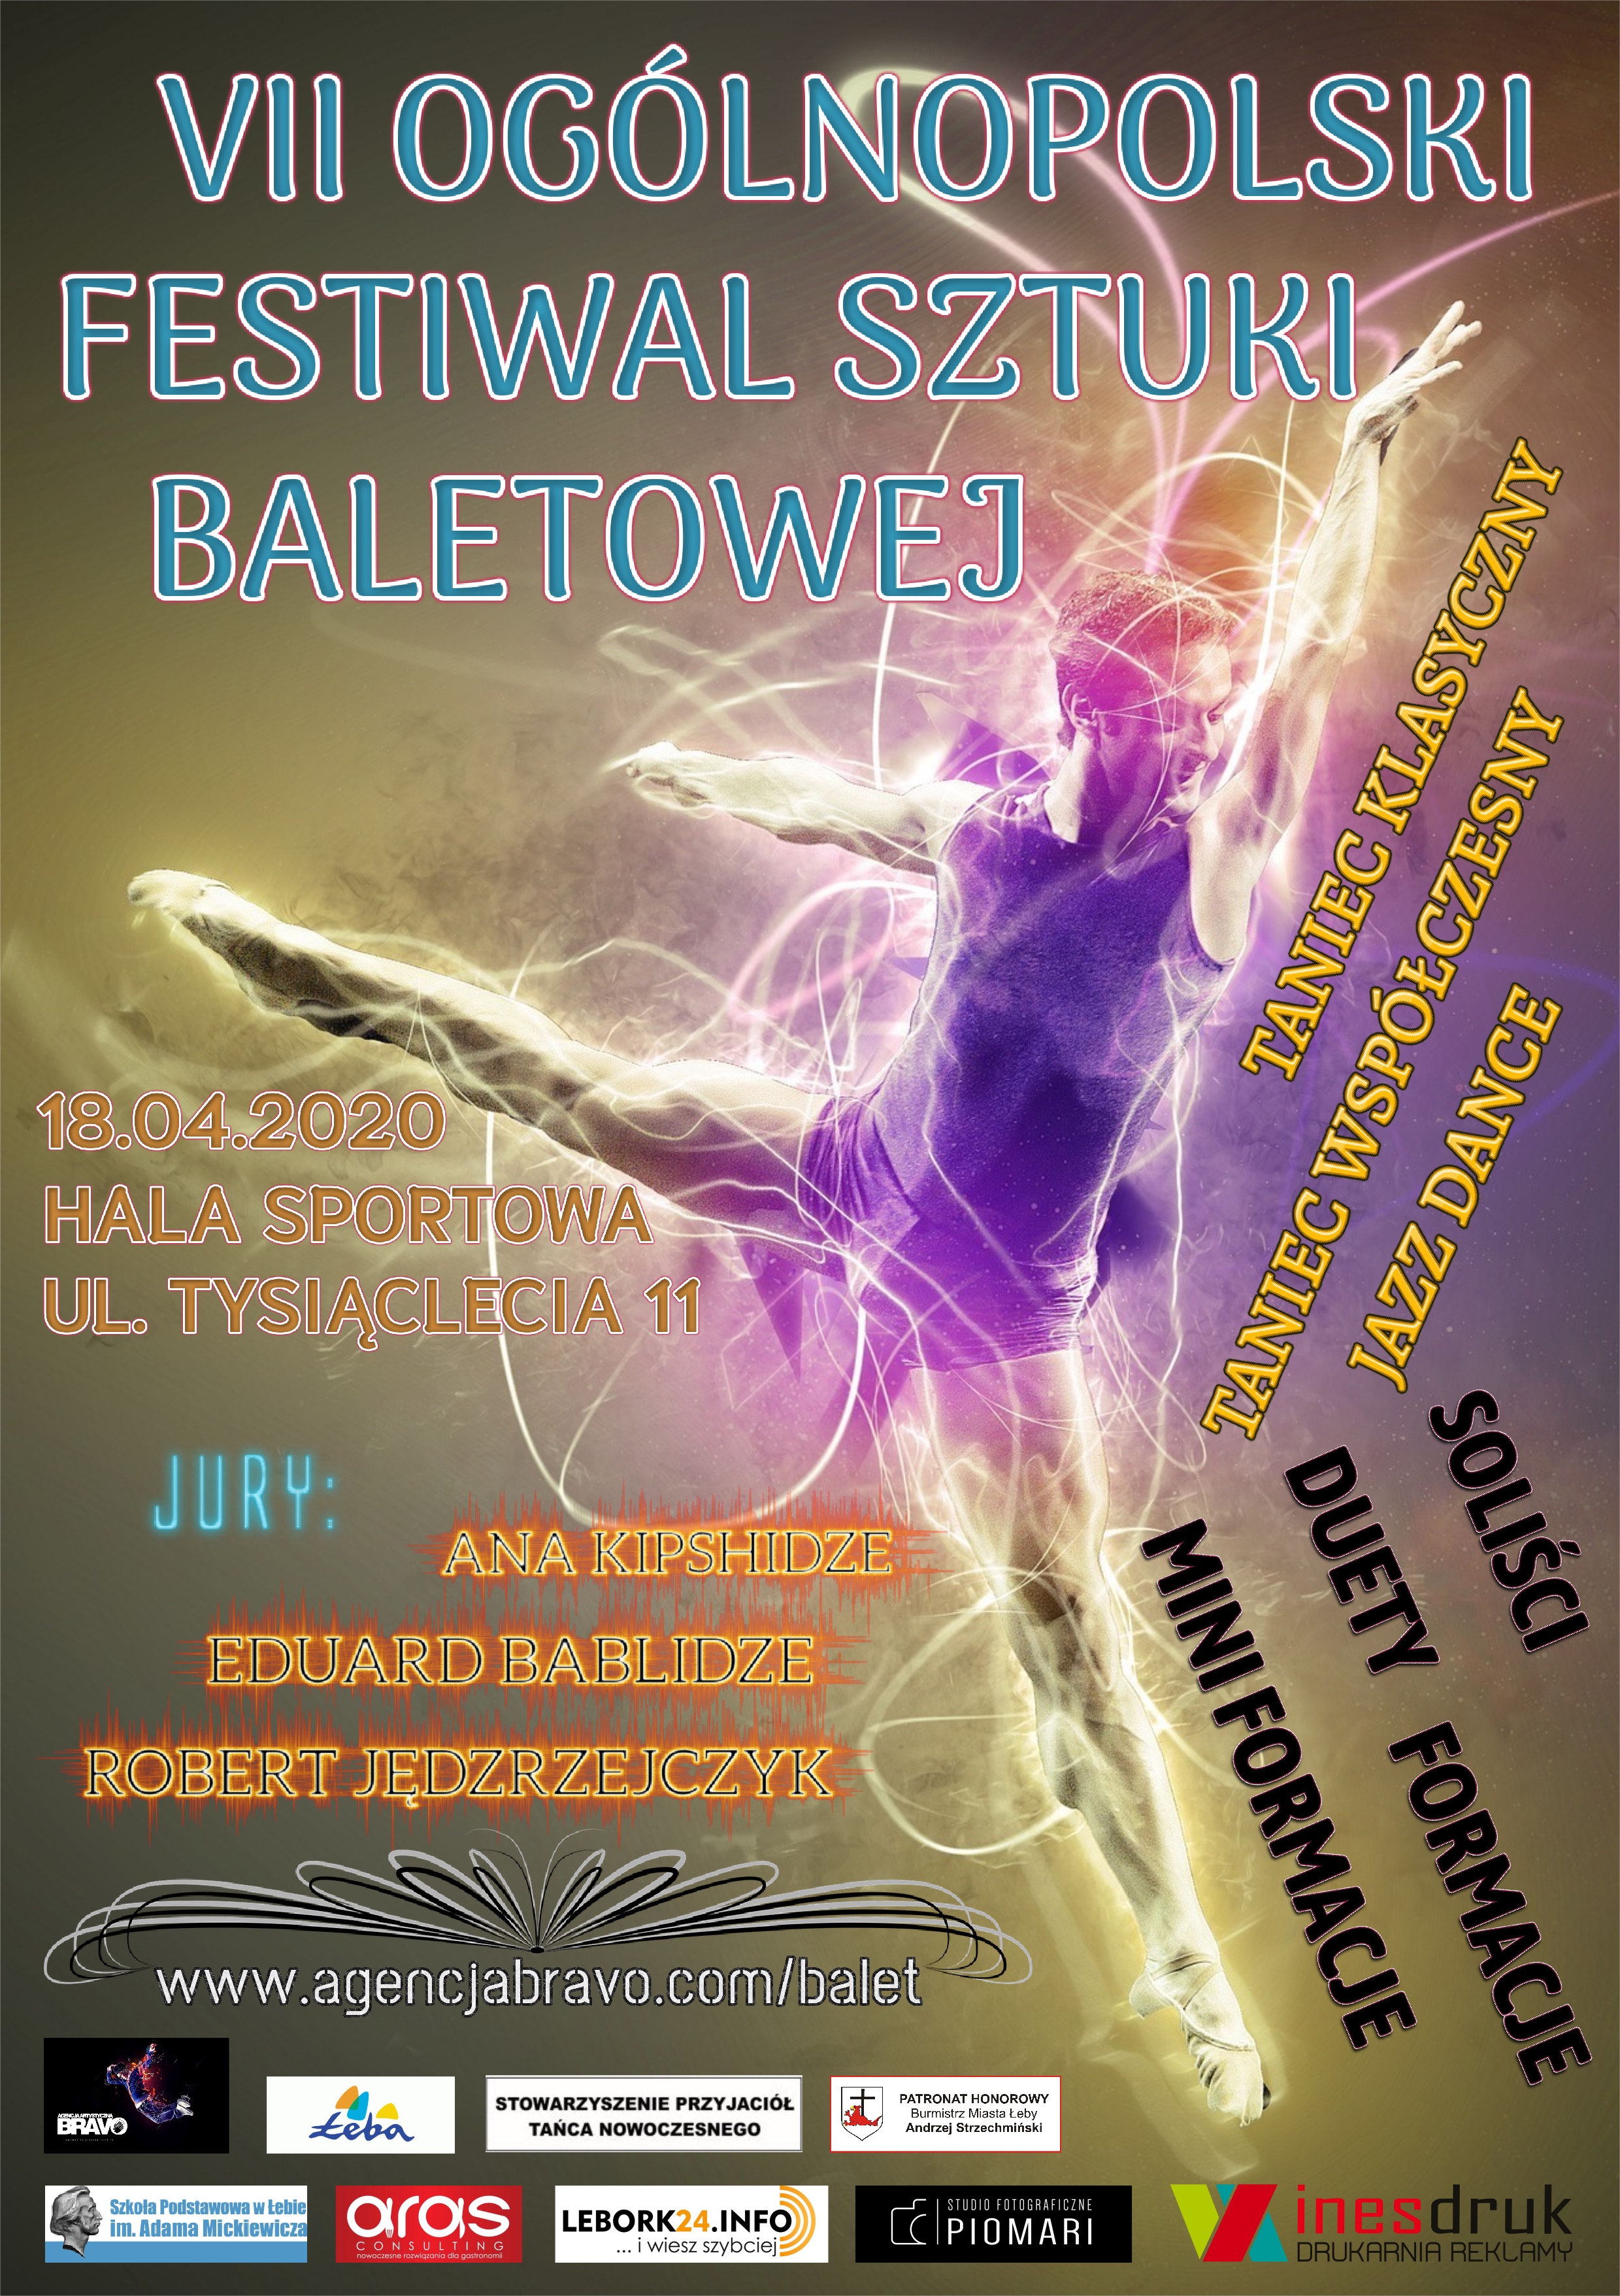 VII OGÓLNOPOLSKI
FESTIWAL SZTUKI
BALETOWEJ
TANIEC KLASYCZNY
TANIEC WSPÓŁCZESNY
JAZZ DANCE
18.04.2020
HALA SPORTOWA
UL. TYSIĄCLECIA 11
SOLIŚCI
DUETY
MINI FORMACJE
FORMACJE
JURY:
ANA KIPSHIDZE
EDUARD BABLIDZE
ROBERT JĘDZRZEJCZYK
www.agencjabravo.com/balet
AGENCJA ARTYSTYCZNA
BRAVO
Łeba
STOWARZYSZENIE PRZYJACIÓŁ
TAŃCA NOWOCZESNEGO
PATRONAT HONOROWY
Burmistrz Miasta Łeby
Andrzej Strzechmiński
Szkoła Podstawowa w Łebie
im. Adama Mickiewicza
aras
CONSULTING
nowoczesne rozwiązania dla gastronomii
LEBORK24.INFO
... i wiesz szybciej
STUDIO FOTOGRAFICZNE
PIOMARI
inesdruk
DRUKARNIA REKLAMY